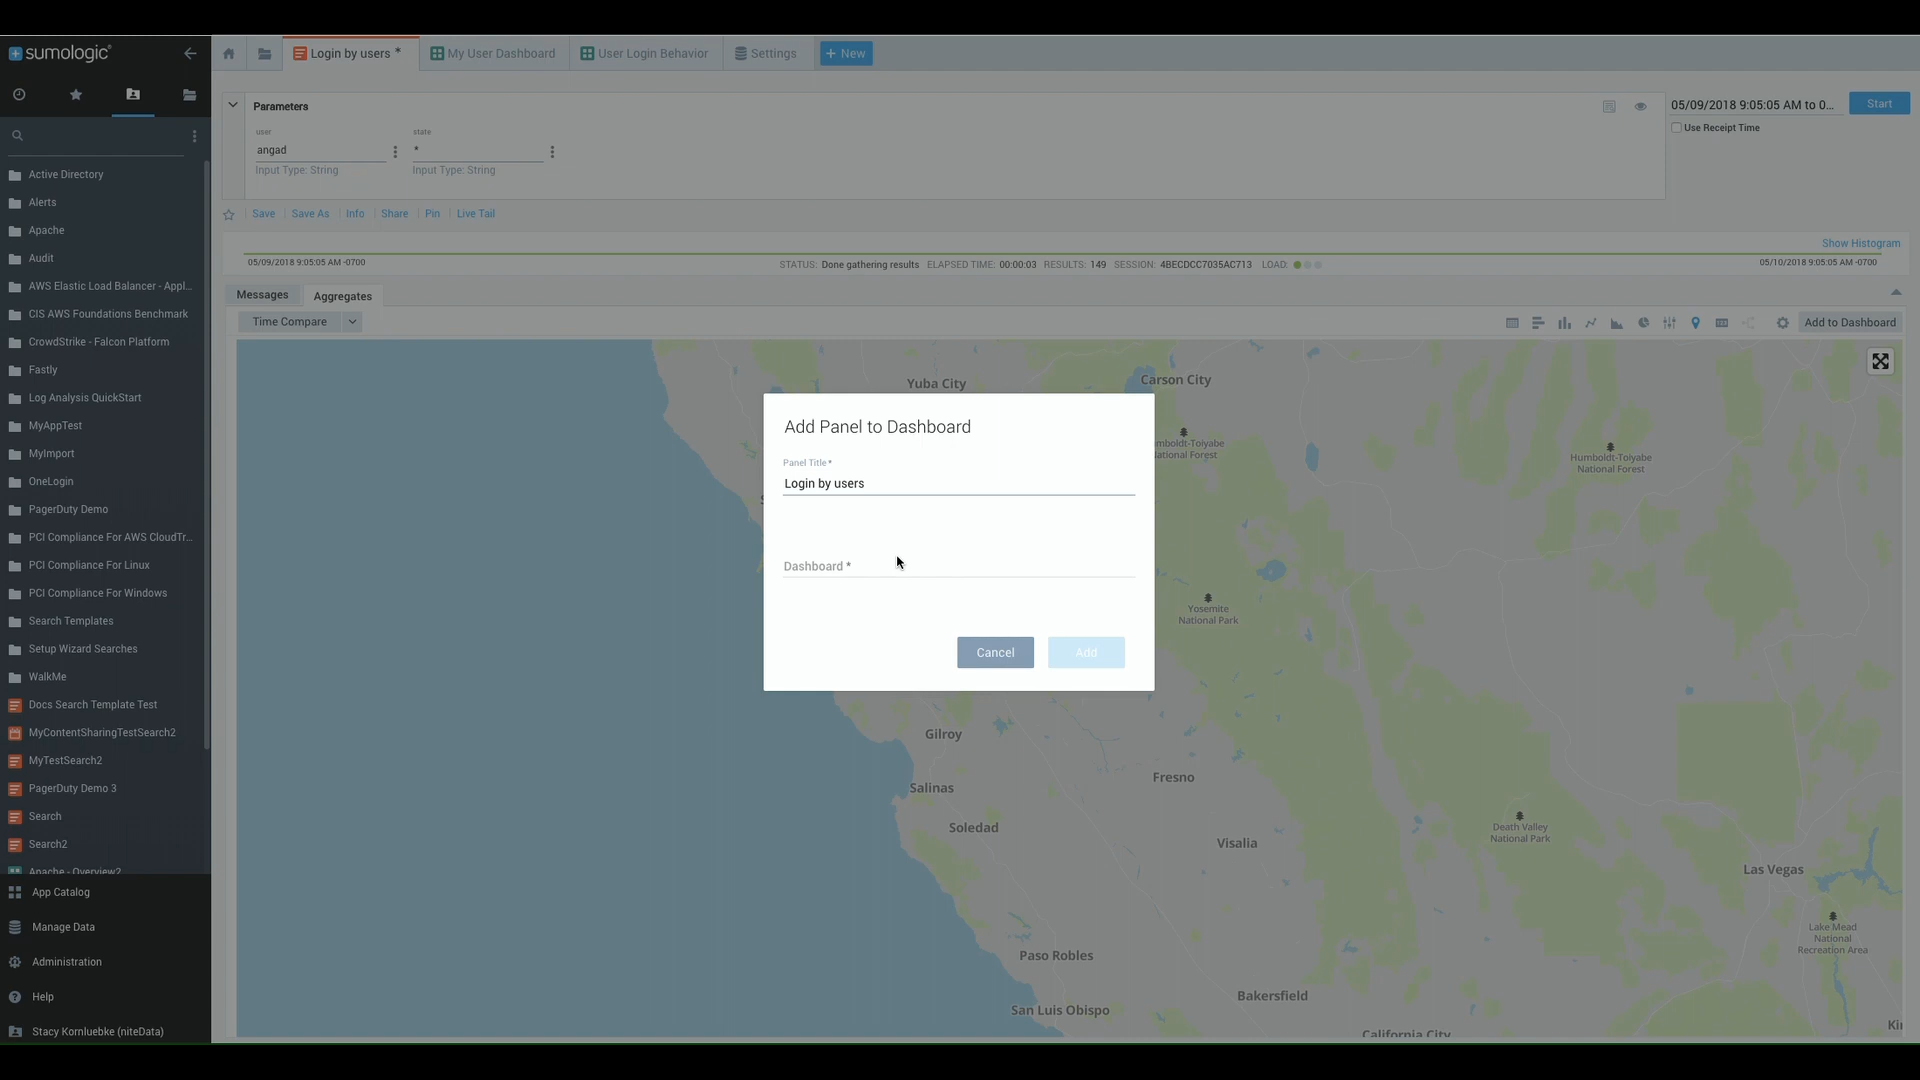 sumologic
Login by users *
My User Dashboard
User Login Behavior
Settings
+ New
Parameters
user
state
angad
*
Input Type: String
Input Type: String
05/09/2018 9:05:05 AM to 0...
Start
Use Receipt Time
Save
Save As
Info
Share
Pin
Live Tail
Show Histogram
05/09/2018 9:05:05 AM -0700
STATUS: Done gathering results ELAPSED TIME: 00:00:03 RESULTS: 149 SESSION: 4BECDCC7035AC713 LOAD:
05/10/2018 9:05:05 AM -0700
Messages
Aggregates
Time Compare
Add to Dashboard
Active Directory
Alerts
Apache
Audit
AWS Elastic Load Balancer - Appl...
CIS AWS Foundations Benchmark
CrowdStrike - Falcon Platform
Fastly
Log Analysis QuickStart
MyAppTest
MyImport
OneLogin
PagerDuty Demo
PCI Compliance For AWS CloudTr...
PCI Compliance For Linux
PCI Compliance For Windows
Search Templates
Setup Wizard Searches
WalkMe
Docs Search Template Test
MyContentSharingTestSearch2
MyTestSearch2
PagerDuty Demo 3
Search
Search2
Apache - Overview2
App Catalog
Manage Data
Administration
Help
Stacy Kornluebke (niteData)
Add Panel to Dashboard
Panel Title*
Login by users
Dashboard *
Cancel
Add
Yuba City
Carson City
mboldt-Toiyabe
National Forest
Humboldt-Toiyabe
National Forest
Yosemite
National Park
Gilroy
Salinas
Fresno
Soledad
Visalia
Death Valley
National Park
Las Vegas
Lake Mead
National
Recreation Area
Paso Robles
Bakersfield
San Luis Obispo
California City
Kin